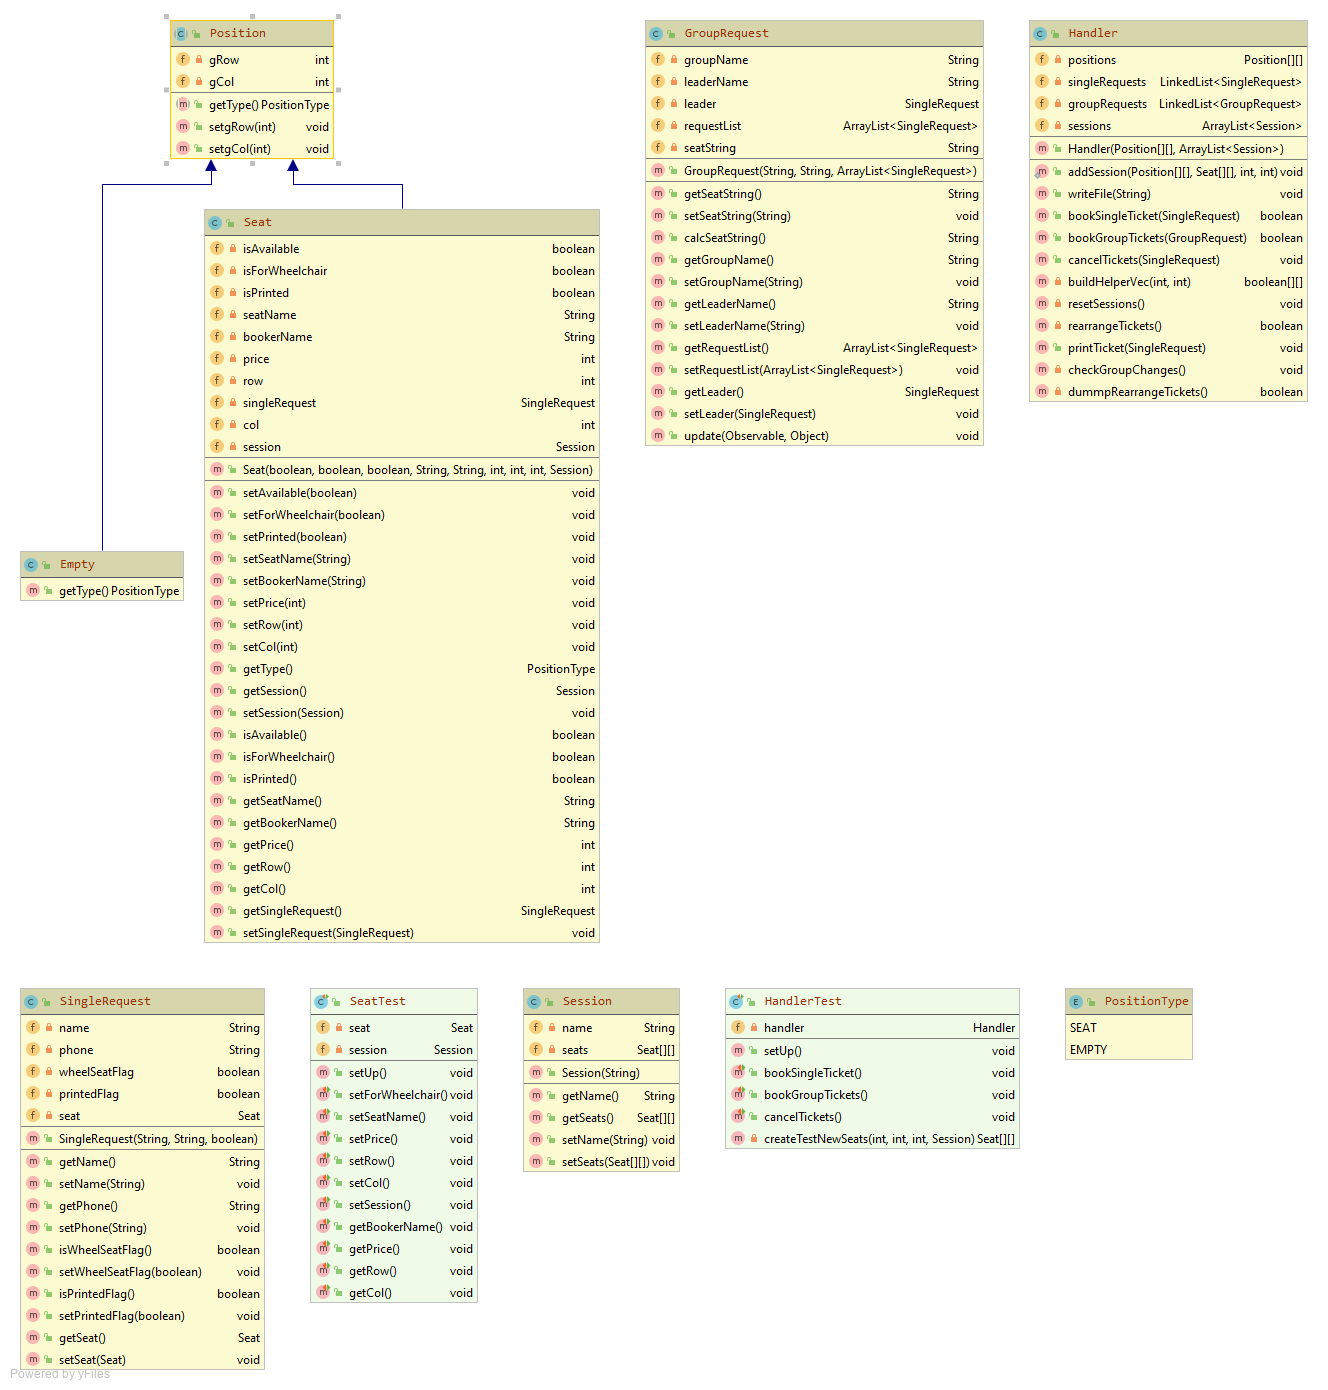 Position
gRow int
gCol int
getType() PositionType
setgRow(int) void
setgCol(int) void
GroupRequest
groupName String
leaderName String
leader SingleRequest
requestList ArrayList<SingleRequest>
seatString String
GroupRequest(String, String, ArrayList<SingleRequest>)
getSeatString() String
setSeatString(String) void
calcSeatString() String
getGroupName() String
setGroupName(String) void
getLeaderName() String
setLeaderName(String) void
getRequestList() ArrayList<SingleRequest>
setRequestList(ArrayList<SingleRequest>) void
getLeader() SingleRequest
setLeader(SingleRequest) void
update(Observable, Object) void
Handler
positions Position[][]
singleRequests LinkedList<SingleRequest>
groupRequests LinkedList<GroupRequest>
sessions ArrayList<Session>
Handler(Position[][], ArrayList<Session>)
addSession(Position[][], Seat[][], int, int) void
writeFile(String) void
bookSingleTicket(SingleRequest) boolean
bookGroupTickets(GroupRequest) boolean
cancelTickets(SingleRequest) void
buildHelperVec(int, int) boolean[][]
resetSessions() void
rearrangeTickets() boolean
printTicket(SingleRequest) void
checkGroupChanges() void
dummpRearrangeTickets() boolean
Seat
isAvailable boolean
isForWheelchair boolean
isPrinted boolean
seatName String
bookerName String
price int
row int
singleRequest SingleRequest
col int
session Session
Seat(boolean, boolean, boolean, String, String, int, int, int, Session)
setAvailable(boolean) void
setForWheelchair(boolean) void
setPrinted(boolean) void
setSeatName(String) void
setBookerName(String) void
setPrice(int) void
setRow(int) void
setCol(int) void
getType() PositionType
getSession() Session
setSession(Session) void
isAvailable() boolean
isForWheelchair() boolean
isPrinted() boolean
getSeatName() String
getBookerName() String
getPrice() int
getRow() int
getCol() int
getSingleRequest() SingleRequest
setSingleRequest(SingleRequest) void
Empty
getType() PositionType
SingleRequest
name String
phone String
wheelSeatFlag boolean
printedFlag boolean
seat Seat
SingleRequest(String, String, boolean)
getName() String
setName(String) void
getPhone() String
setPhone(String) void
isWheelSeatFlag() boolean
setWheelSeatFlag(boolean) void
isPrintedFlag() boolean
setPrintedFlag(boolean) void
getSeat() Seat
setSeat(Seat) void
SeatTest
seat Seat
session Session
setUp() void
setForWheelchair() void
setSeatName() void
setPrice() void
setRow() void
setCol() void
setSession() void
getBookerName() void
getPrice() void
getRow() void
getCol() void
Session
name String
seats Seat[][]
Session(String)
getName() String
getSeats() Seat[][]
setName(String) void
setSeats(Seat[][]) void
HandlerTest
handler Handler
setUp() void
bookSingleTicket() void
bookGroupTickets() void
cancelTickets() void
createTestNewSeats(int, int, int, Session) Seat[][]
PositionType
SEAT
EMPTY
Powered by yFiles